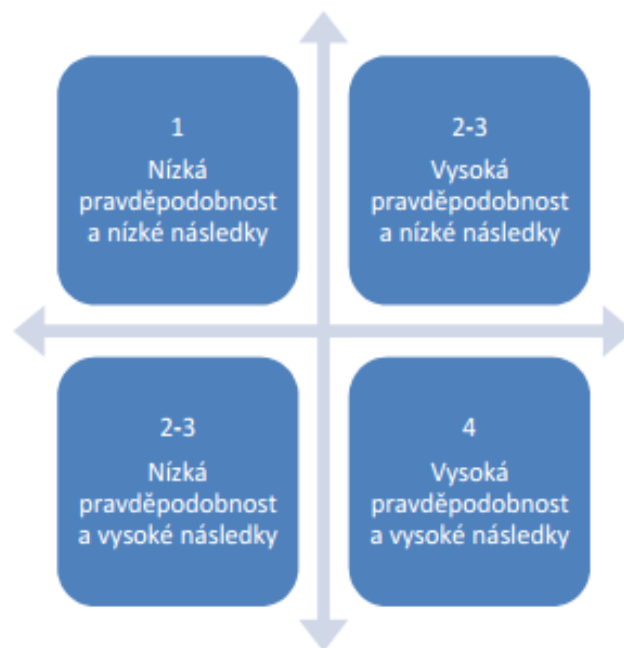 1
Nízká
pravděpodobnost
a nízké následky
2-3
Vysoká
pravděpodobnost
a nízké následky
2-3
Nízká
pravděpodobnost
a vysoké následky
4
Vysoká
pravděpodobnost
a vysoké následky